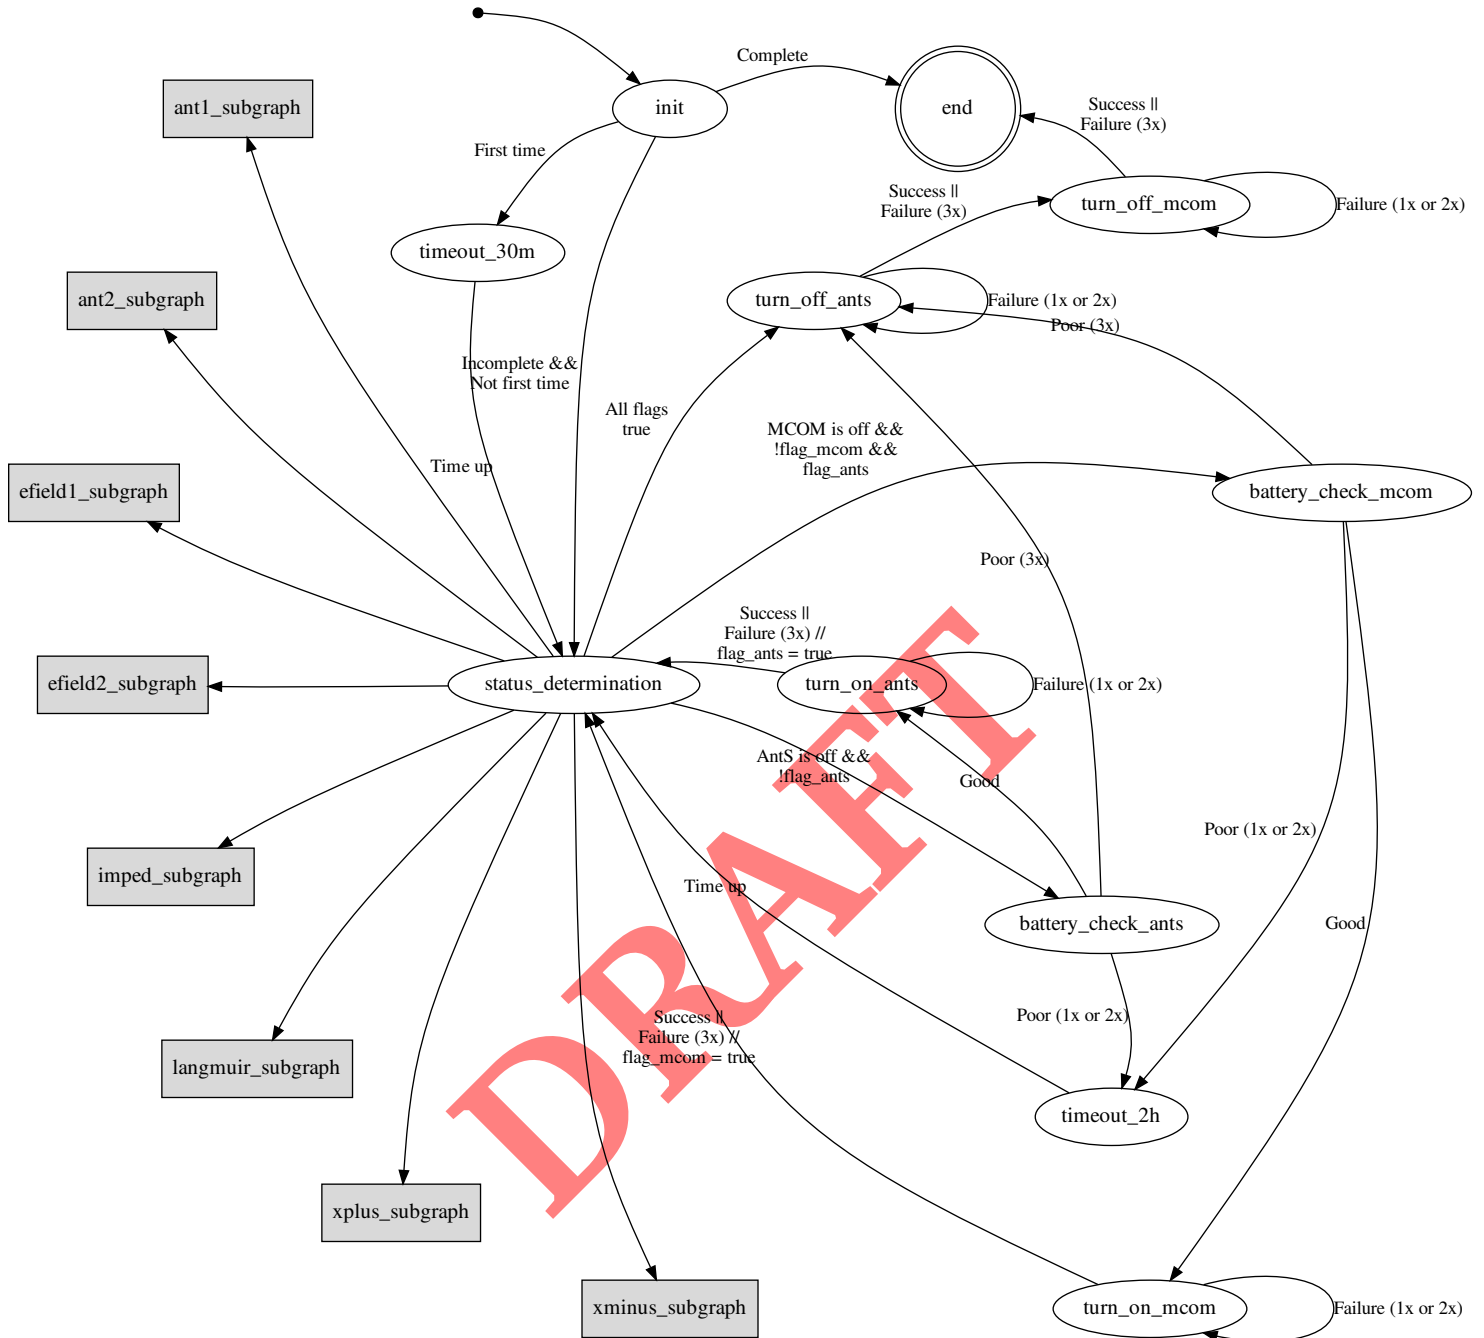 Complete
ant1_subgraph
init
end
Success ||
Failure (3x)
First time
Success ||
Failure (3x)
turn_off_mcom
Failure (1x or 2x)
timeout_30m
ant2_subgraph
turn_off_ants
Failure (1x or 2x)
Poor (3x)
Incomplete &&
Not first time
All flags
true
MCOM is off &&
!flag_mcom &&
flag_ants
Time up
efield1_subgraph
battery_check_mcom
Poor (3x)
Success ||
Failure (3x) //
flag_ants = true
efield2_subgraph
status_determination
turn_on_ants
Failure (1x or 2x)
AntS is off &&
!flag_ants
Good
Poor (1x or 2x)
imped_subgraph
Time up
battery_check_ants
Good
DRAFT
Success ||
Failure (3x) //
flag_mcom = true
Poor (1x or 2x)
langmuir_subgraph
timeout_2h
xplus_subgraph
xminus_subgraph
turn_on_mcom
Failure (1x or 2x)